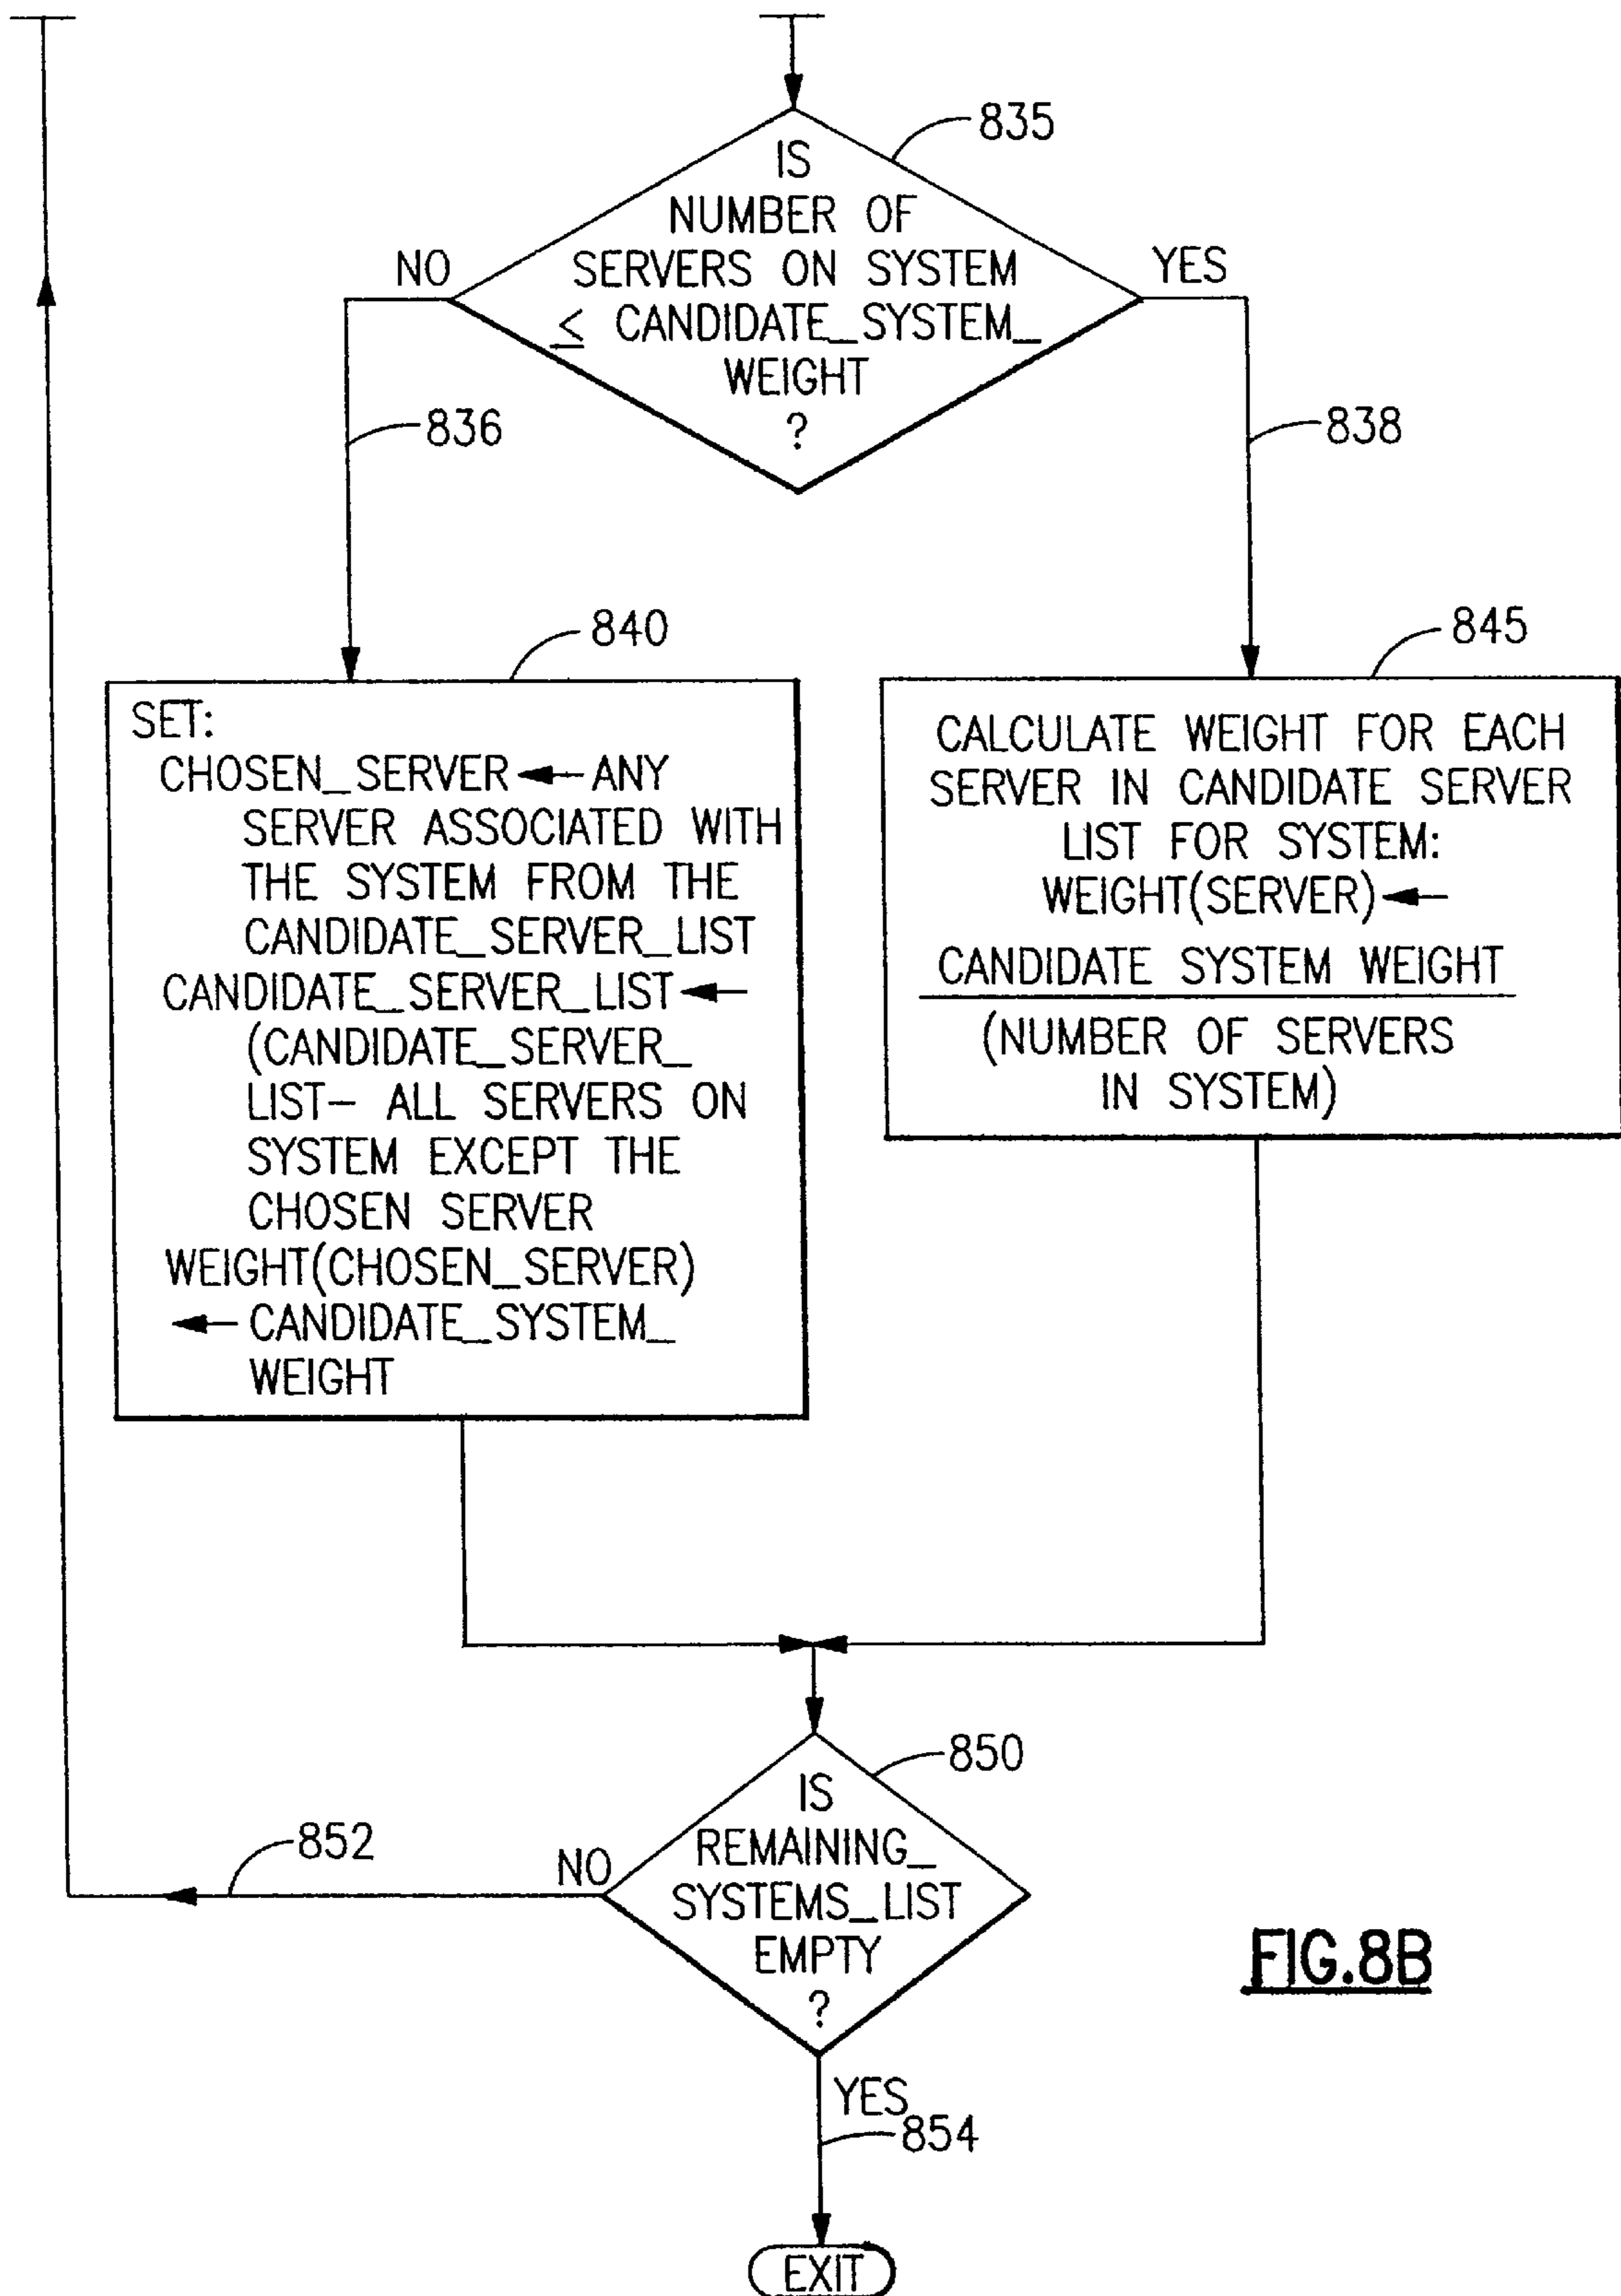 835
IS
NUMBER OF
SERVERS ON SYSTEM
≤ CANDIDATE_SYSTEM_
WEIGHT
?
NO
YES
836
838
840
SET:
CHOSEN_SERVER ← ANY
SERVER ASSOCIATED WITH
THE SYSTEM FROM THE
CANDIDATE_SERVER_LIST
CANDIDATE_SERVER_LIST ←
(CANDIDATE_SERVER_
LIST- ALL SERVERS ON
SYSTEM EXCEPT THE
CHOSEN SERVER
WEIGHT(CHOSEN_SERVER)
← CANDIDATE_SYSTEM_
WEIGHT
845
CALCULATE WEIGHT FOR EACH
SERVER IN CANDIDATE SERVER
LIST FOR SYSTEM:
WEIGHT(SERVER) ←
CANDIDATE SYSTEM WEIGHT
(NUMBER OF SERVERS
IN SYSTEM)
850
IS
REMAINING_
SYSTEMS_LIST
EMPTY
?
NO
852
YES
854
EXIT
FIG.8B